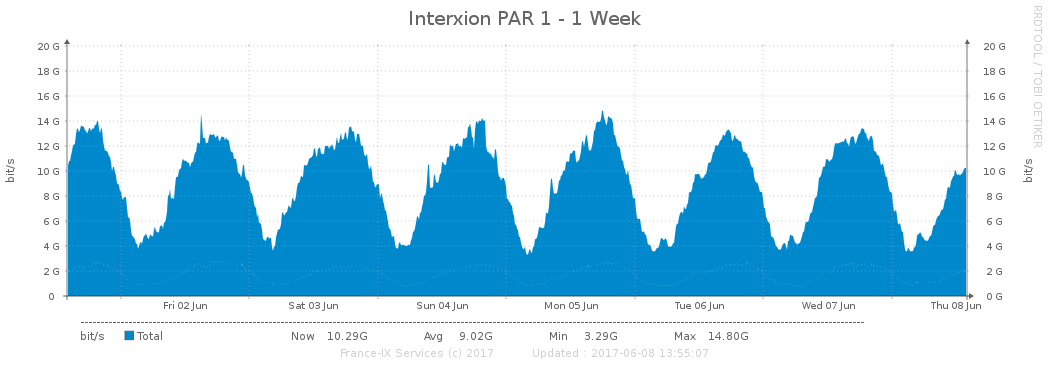 Interxion PAR 1 - 1 Week
RRDTOOL / TOBI OETIKER
bit/s
20 G
18 G
16 G
14 G
12 G
10 G
8 G
6 G
4 G
2 G
0
20 G
18 G
16 G
14 G
12 G
10 G
8 G
6 G
4 G
2 G
0 G
bit/s
Fri 02 Jun Sat 03 Jun Sun 04 Jun Mon 05 Jun Tue 06 Jun Wed 07 Jun Thu 08 Jun
bit/s Total Now 10.29G Avg 9.02G Min 3.29G Max 14.80G
France-IX Services (c) 2017 Updated : 2017-06-08 13:55:07